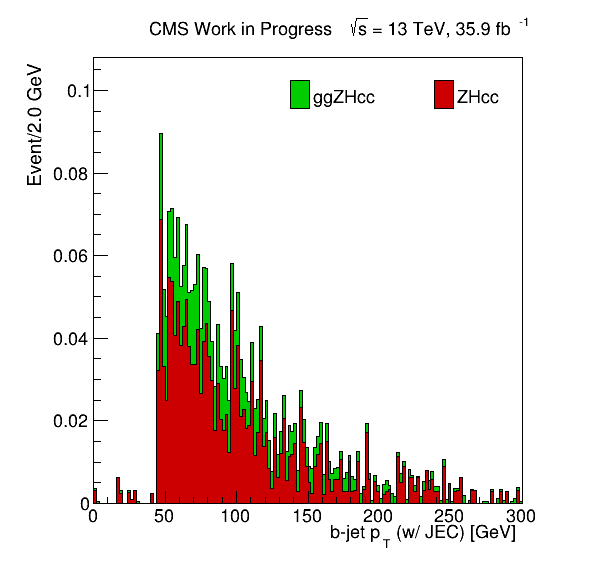 CMS Work in Progress √s = 13 TeV, 35.9 fb -1
Event/2.0 GeV
ggZHcc ZHcc
0.1
0.08
0.06
0.04
0.02
0
0 50 100 150 200 250 300
b-jet p_T (w/ JEC) [GeV]